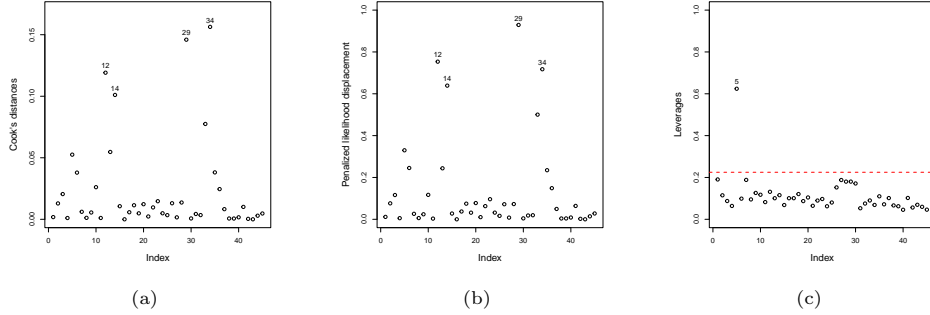 Cook's distances
0.15
0.10
0.05
0.00
12
14
29
34
0 10 20 30 40
Index
(a)
Penalized likelihood displacement
1.0
0.8
0.6
0.4
0.2
0.0
12
14
29
34
0 10 20 30 40
Index
(b)
Leverages
1.0
0.8
0.6
0.4
0.2
0.0
5
0 10 20 30 40
Index
(c)